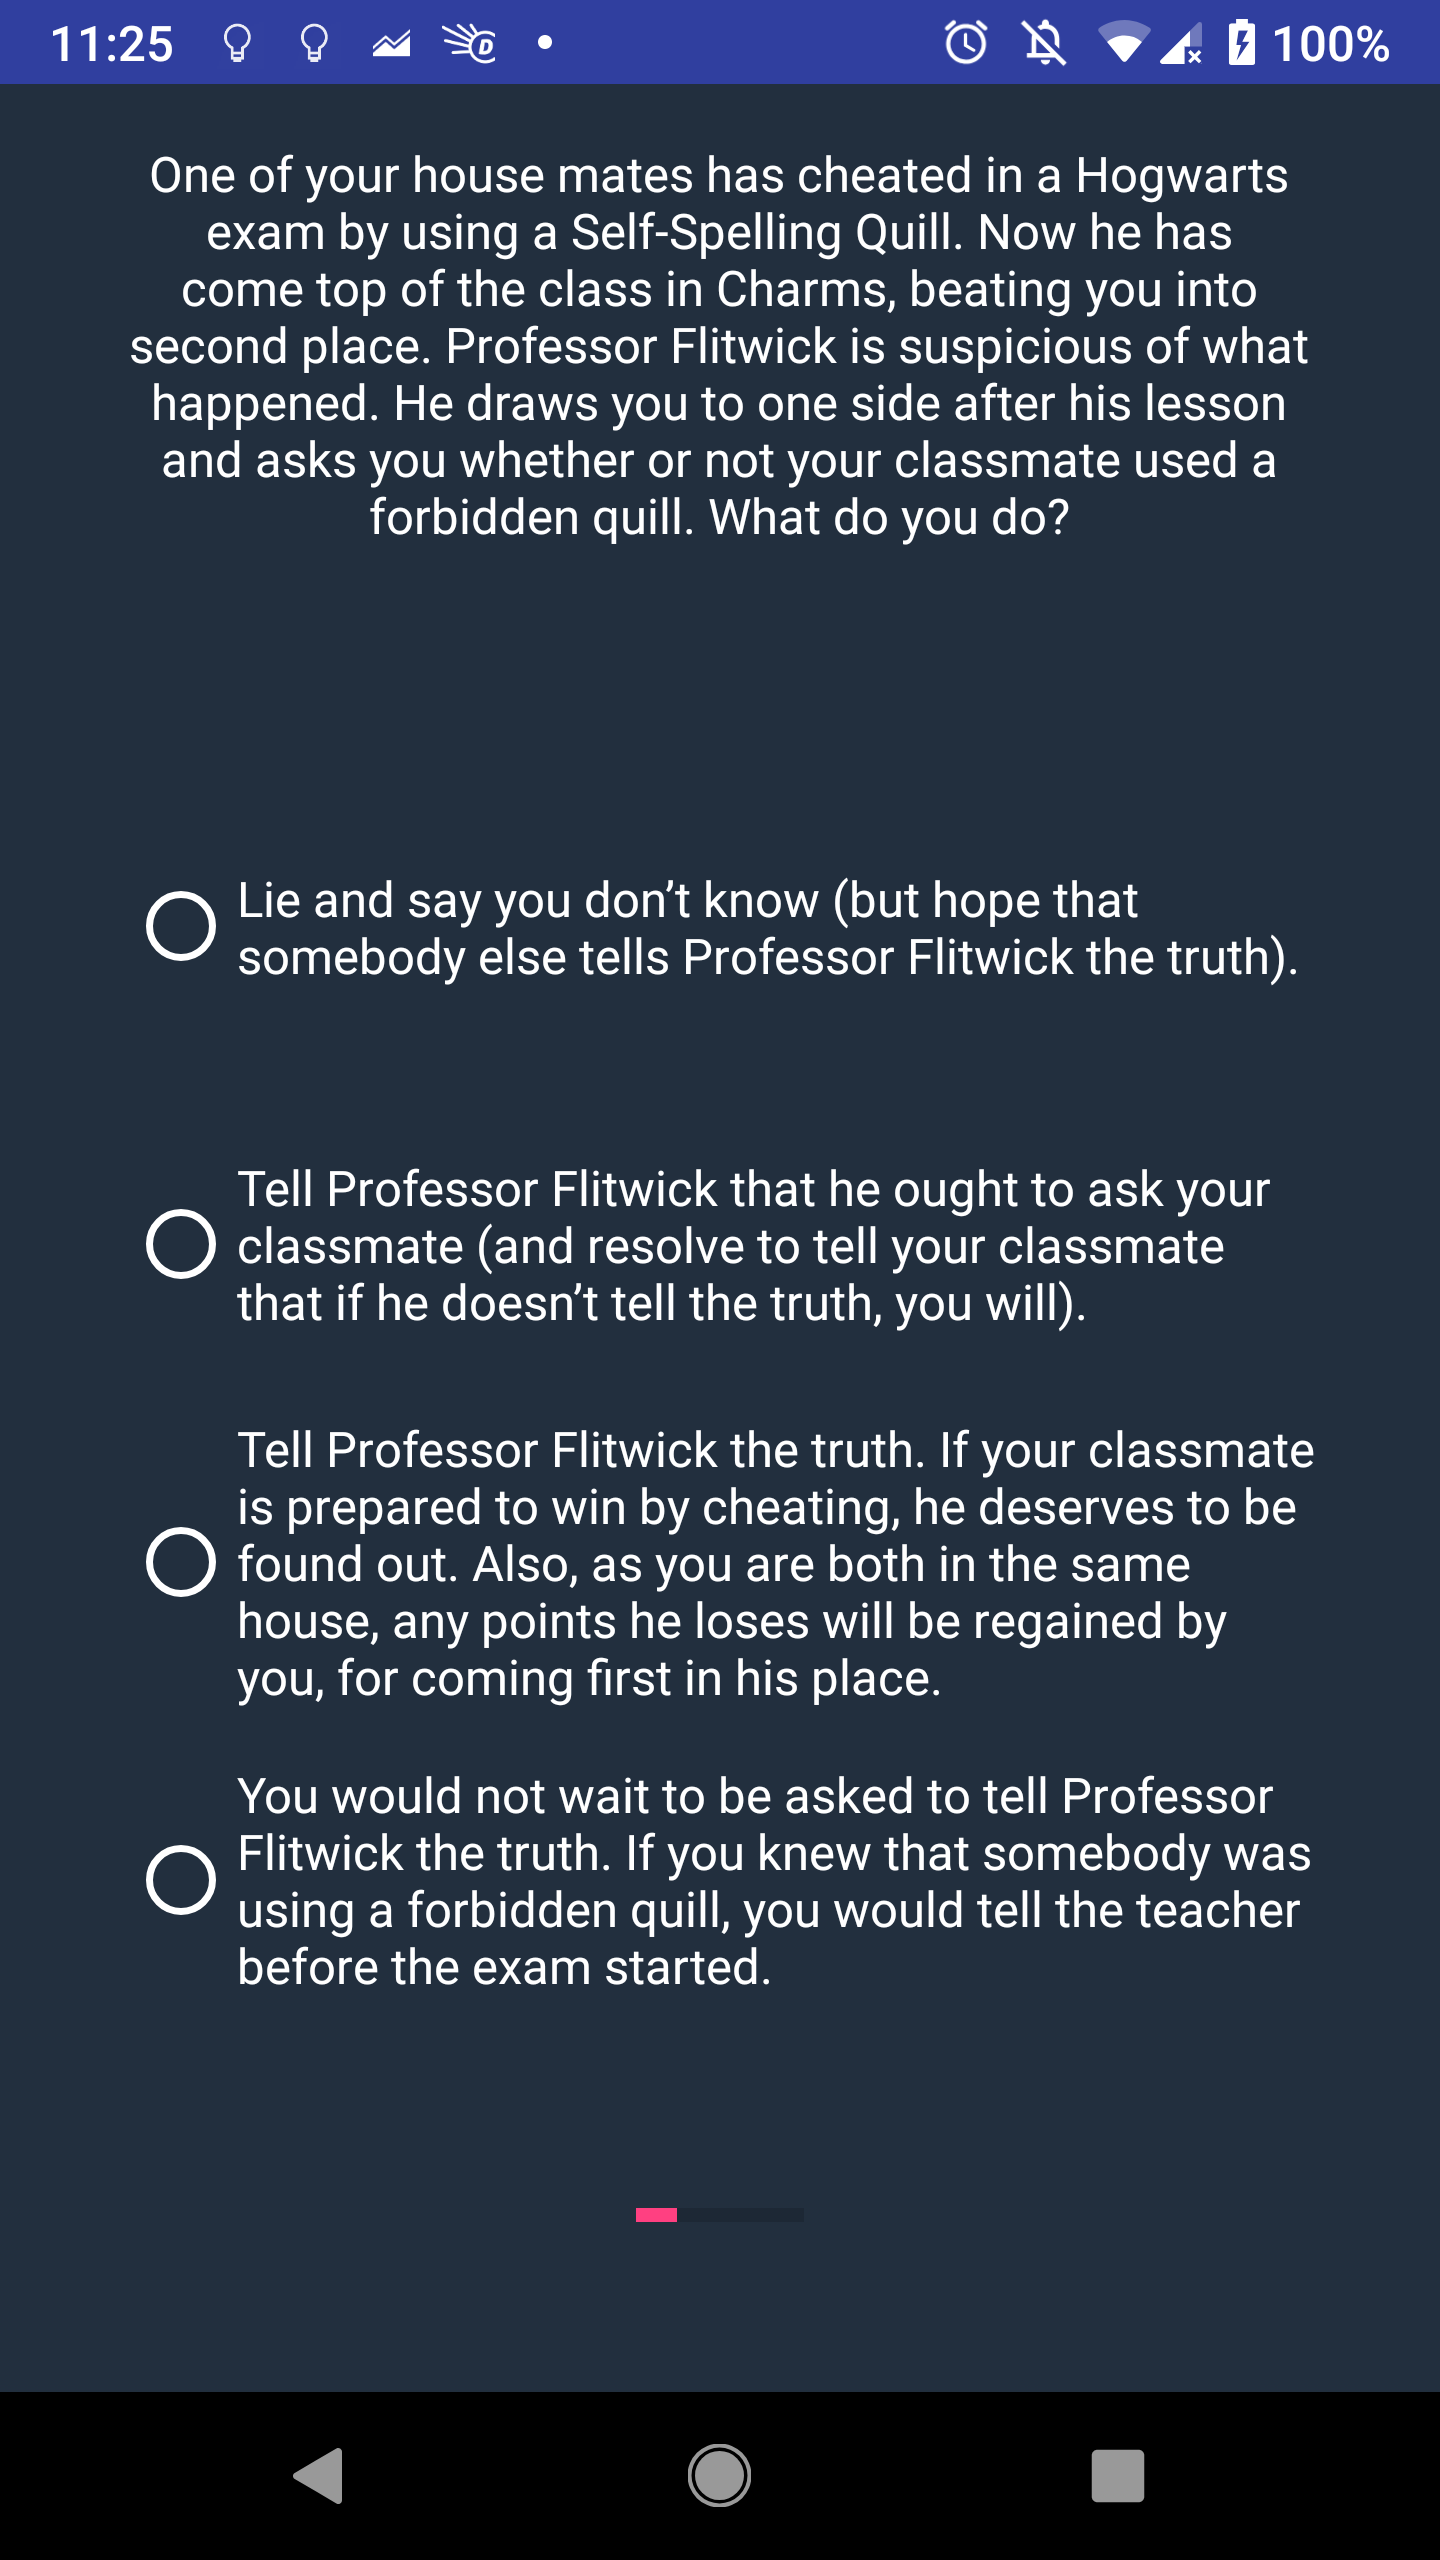 11:25
100%
One of your house mates has cheated in a Hogwarts
exam by using a Self-Spelling Quill. Now he has
come top of the class in Charms, beating you into
second place. Professor Flitwick is suspicious of what
happened. He draws you to one side after his lesson
and asks you whether or not your classmate used a
forbidden quill. What do you do?
Lie and say you don’t know (but hope that
somebody else tells Professor Flitwick the truth).
Tell Professor Flitwick that he ought to ask your
classmate (and resolve to tell your classmate
that if he doesn’t tell the truth, you will).
Tell Professor Flitwick the truth. If your classmate
is prepared to win by cheating, he deserves to be
found out. Also, as you are both in the same
house, any points he loses will be regained by
you, for coming first in his place.
You would not wait to be asked to tell Professor
Flitwick the truth. If you knew that somebody was
using a forbidden quill, you would tell the teacher
before the exam started.